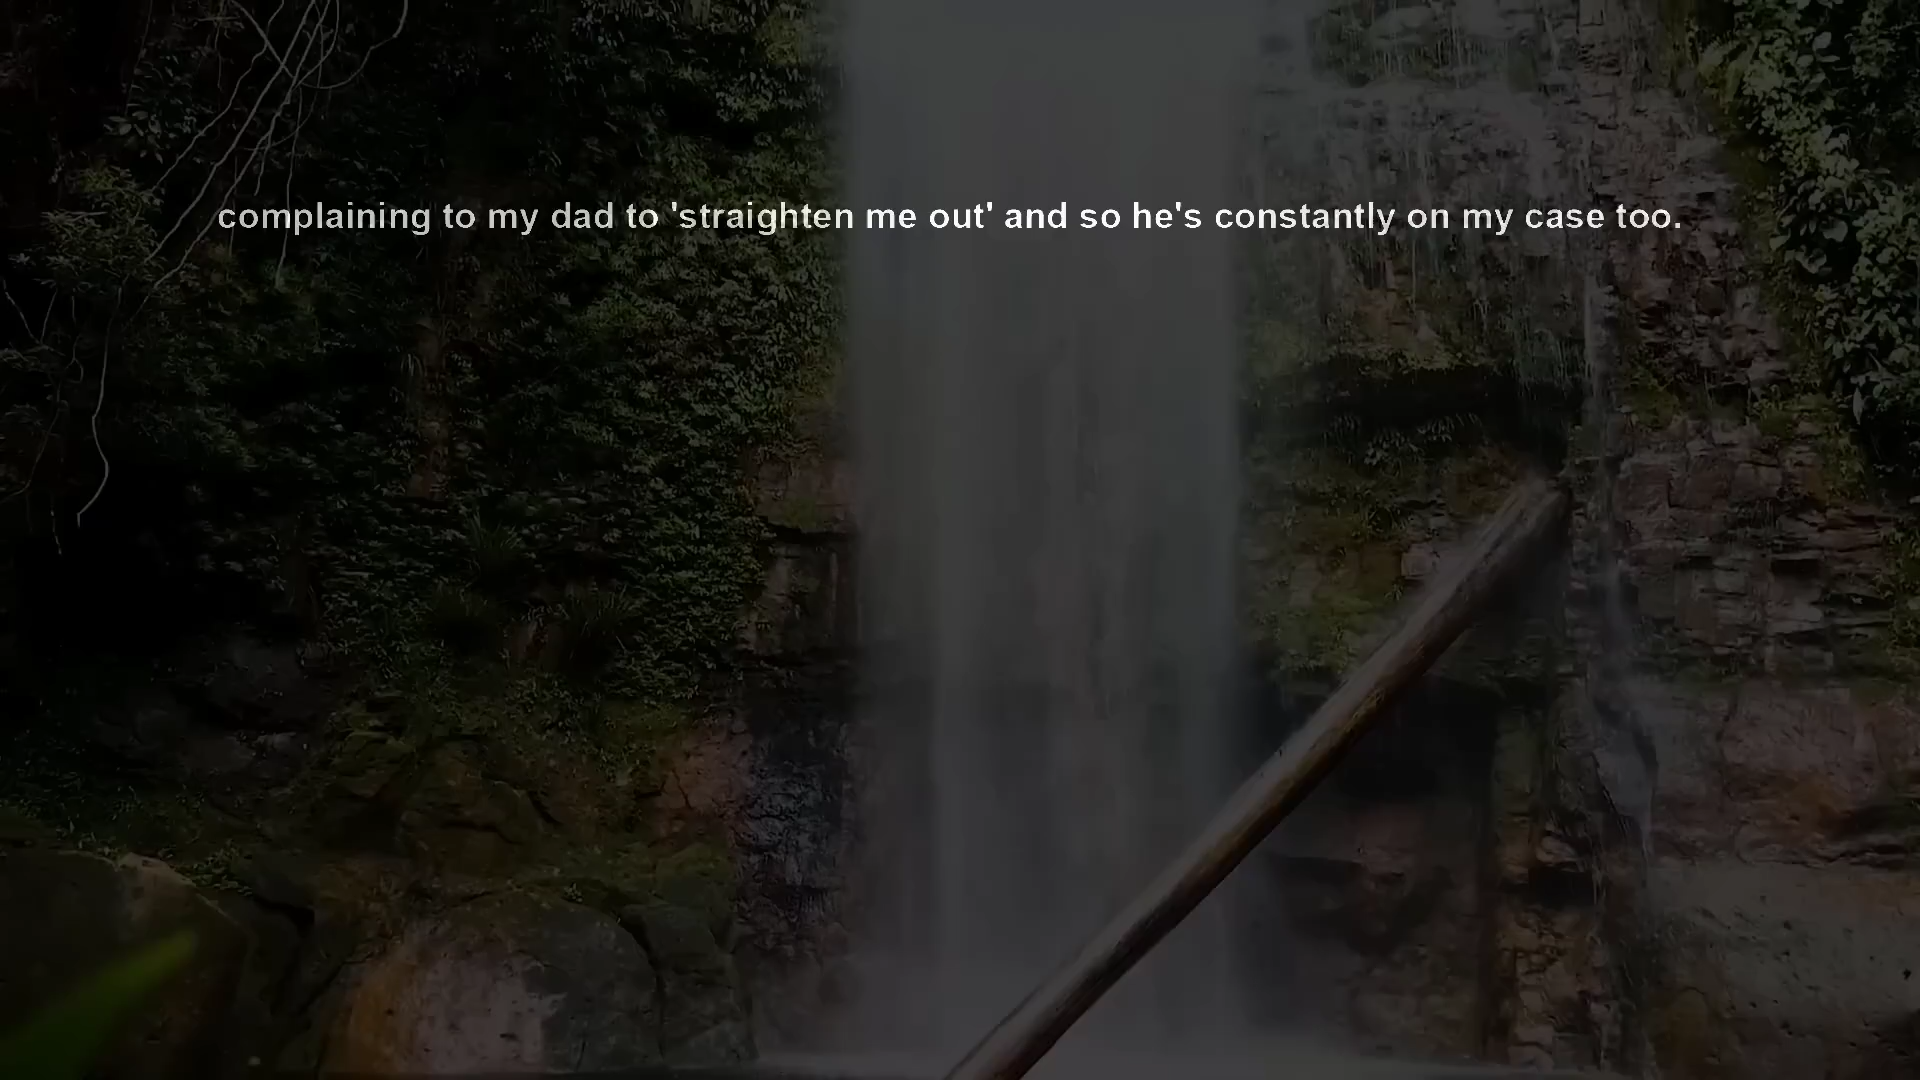 complaining to my dad to 'straighten me out' and so he's constantly on my case too.